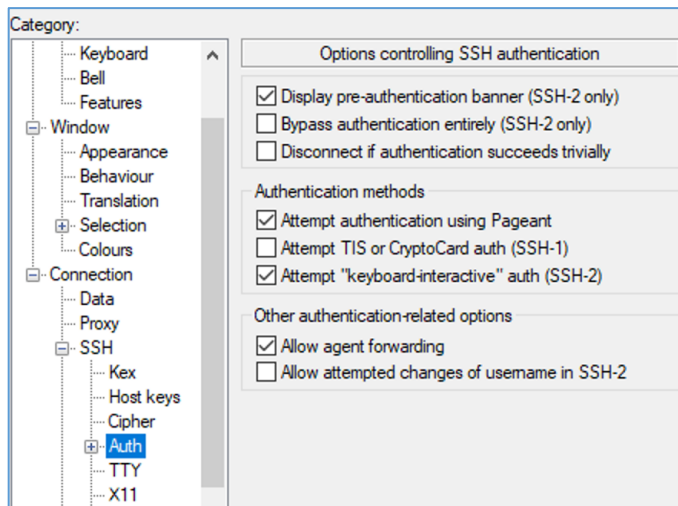 Category:
Keyboard
Bell
Features
Window
Appearance
Behaviour
Translation
Selection
Colours
Connection
Data
Proxy
SSH
Kex
Host keys
Cipher
Auth
TTY
X11
Options controlling SSH authentication
Display pre-authentication banner (SSH-2 only)
Bypass authentication entirely (SSH-2 only)
Disconnect if authentication succeeds trivially
Authentication methods
Attempt authentication using Pageant
Attempt TIS or CryptoCard auth (SSH-1)
Attempt "keyboard-interactive" auth (SSH-2)
Other authentication-related options
Allow agent forwarding
Allow attempted changes of username in SSH-2